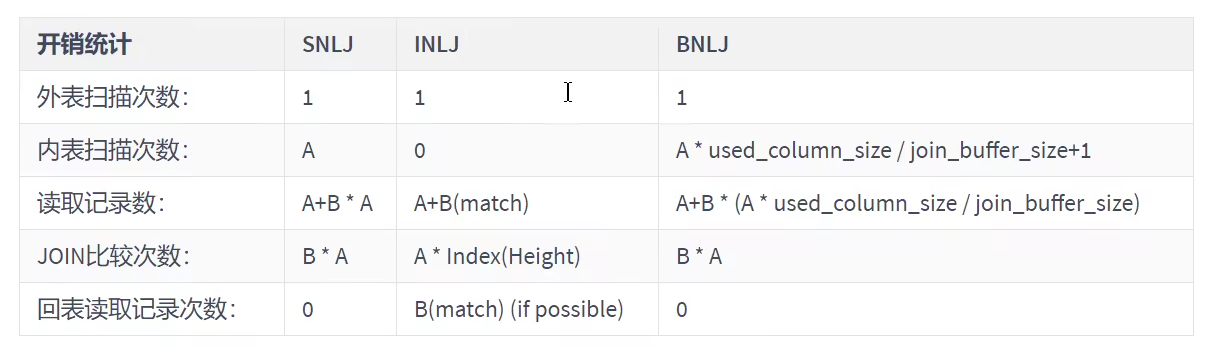 开销统计 SNLJ INLJ BNLJ
外表扫描次数： 1 1 1
内表扫描次数： A 0 A * used_column_size / join_buffer_size+1
读取记录数： A+B * A A+B(match) A+B * (A * used_column_size / join_buffer_size)
JOIN比较次数： B * A A * Index(Height) B * A
回表读取记录次数： 0 B(match) (if possible) 0